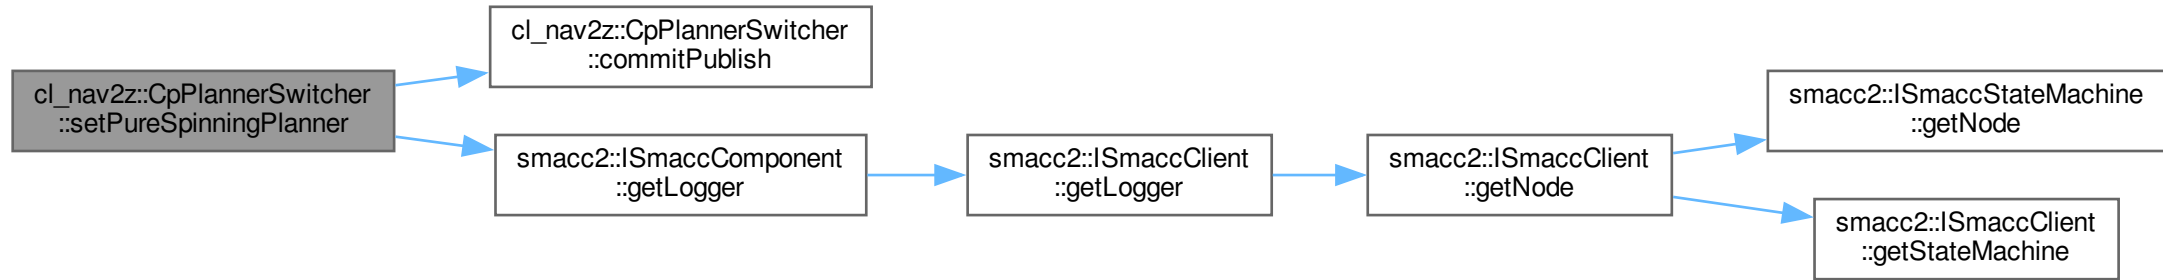 cl_nav2z::CpPlannerSwitcher
::setPureSpinningPlanner
cl_nav2z::CpPlannerSwitcher
::commitPublish
smacc2::ISmaccComponent
::getLogger
smacc2::ISmaccClient
::getLogger
smacc2::ISmaccClient
::getNode
smacc2::ISmaccStateMachine
::getNode
smacc2::ISmaccClient
::getStateMachine